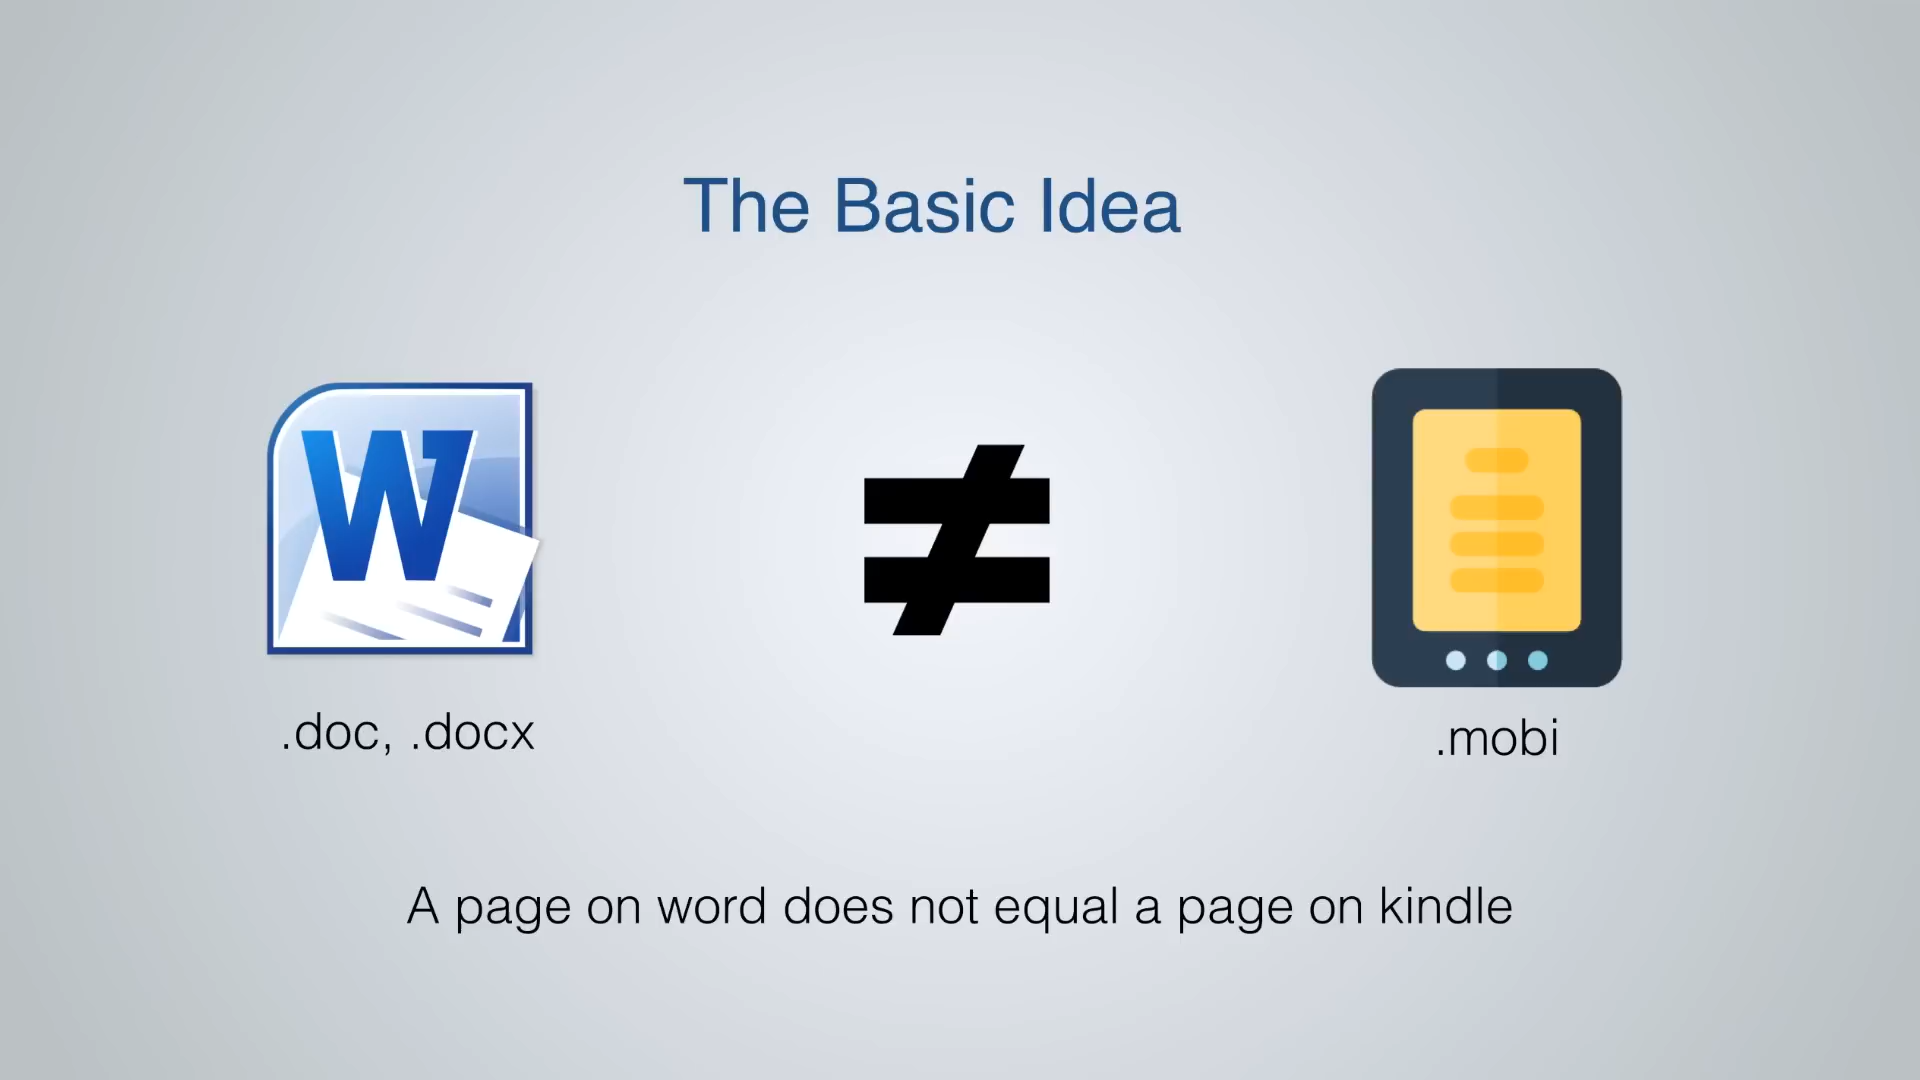 The Basic Idea
W
≠
.doc, .docx
.mobi
A page on word does not equal a page on kindle